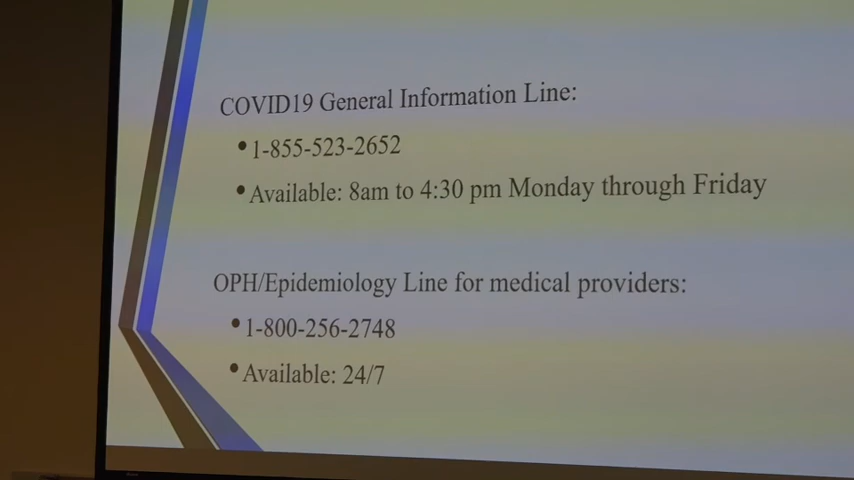 COVID19 General Information Line:
•1-855-523-2652
•Available: 8am to 4:30 pm Monday through Friday
OPH/Epidemiology Line for medical providers:
•1-800-256-2748
•Available: 24/7